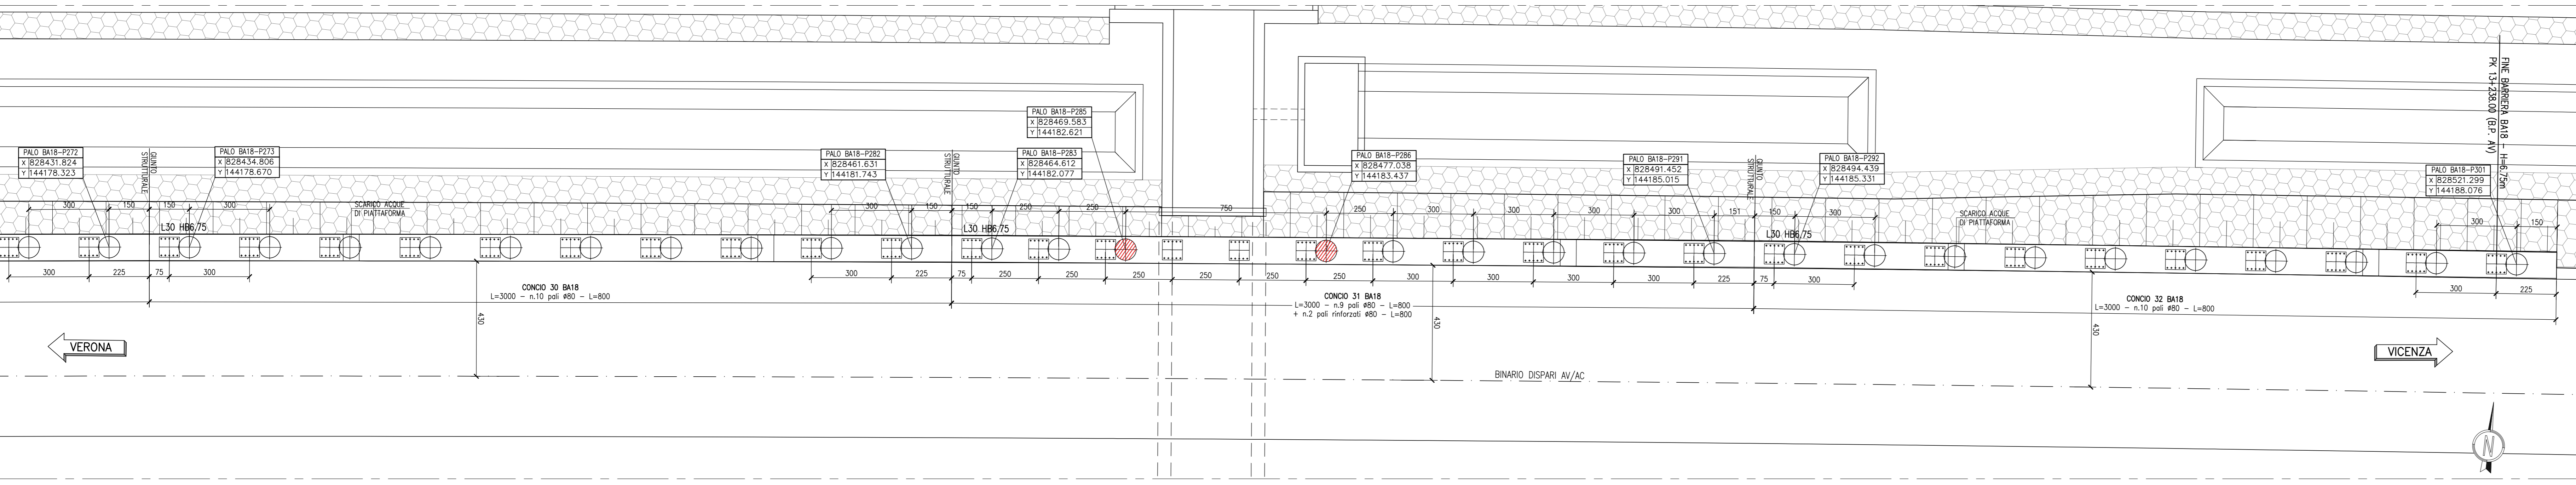 PALO BA18-P272
X 828431.824
Y 144178.323
GIUNTO
STRUTTURALE
PALO BA18-P273
X 828434.806
Y 144178.670
PALO BA18-P282
X 828461.631
Y 144181.743
GIUNTO
STRUTTURALE
PALO BA18-P283
X 828464.612
Y 144182.077
PALO BA18-P285
X 828469.583
Y 144182.621
PALO BA18-P286
X 828477.038
Y 144183.437
PALO BA18-P291
X 828491.452
Y 144185.015
GIUNTO
STRUTTURALE
PALO BA18-P292
X 828494.439
Y 144185.331
PALO BA18-P301
X 828521.299
Y 144188.076
FINE BARRIERA BA18 - H=6.75m
PK 13+238.00 (B.P. AV)
300 150 150 300
SCARICO ACQUE
DI PIATTAFORMA
300 150 150 250 250 750 250 300 300 300 151 150 300
SCARICO ACQUE
DI PIATTAFORMA
300 150
L30 HB6,75
L30 HB6,75
L30 HB6,75
300 225 75 300
300 225 75 250 250 250 250 250 250 300 300 300 300 225 75 300
300 225
CONCIO 30 BA18
L=3000 - n.10 pali ø80 - L=800
CONCIO 31 BA18
L=3000 - n.9 pali ø80 - L=800
+ n.2 pali rinforzati ø80 - L=800
CONCIO 32 BA18
L=3000 - n.10 pali ø80 - L=800
430
430
430
VERONA
VICENZA
BINARIO DISPARI AV/AC
N